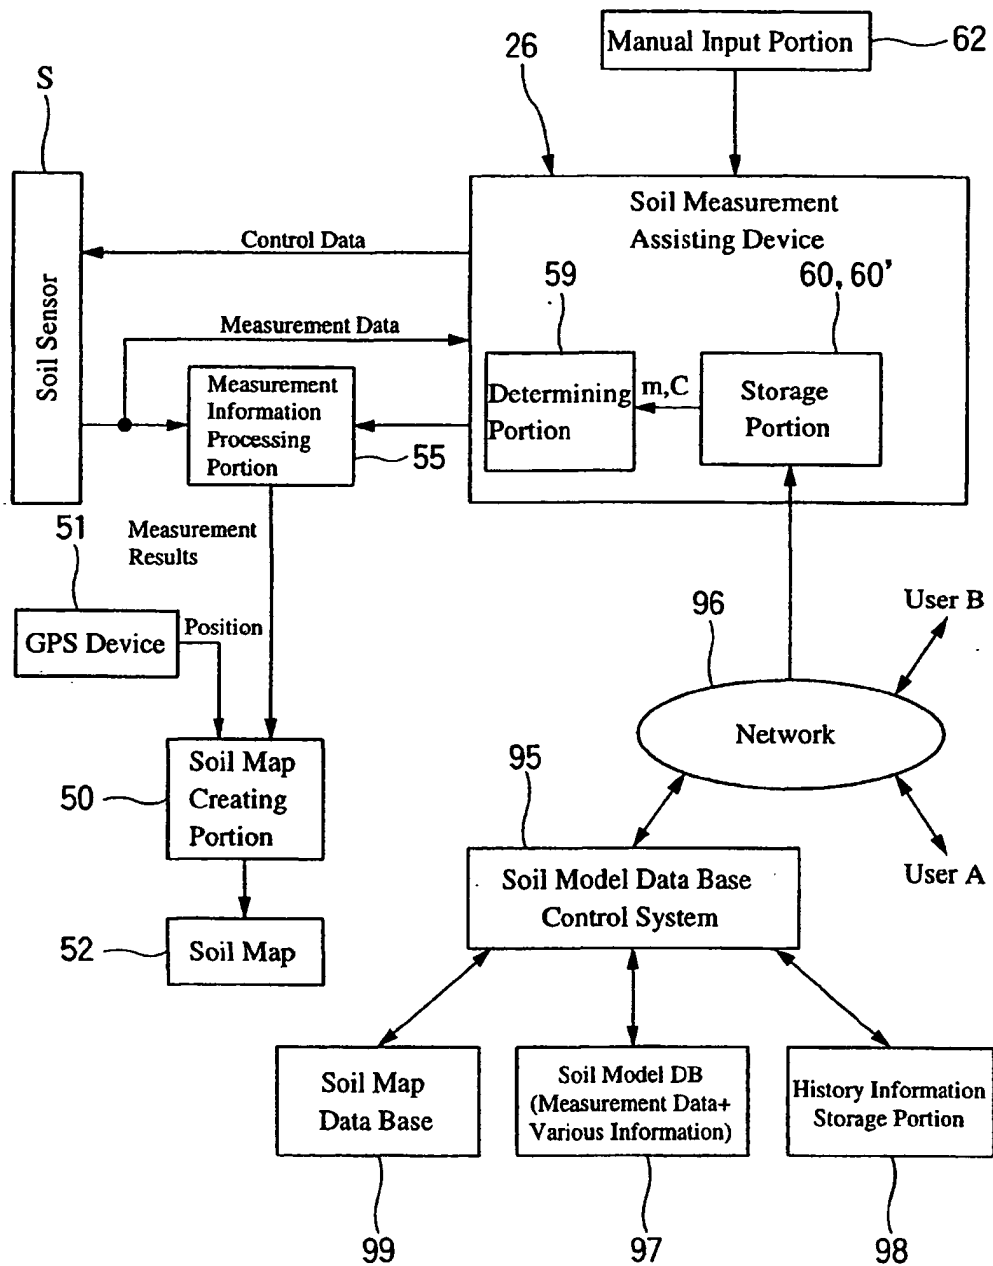 Manual Input Portion
62
26
S
Soil Measurement
Assisting Device
Control Data
59
60, 60'
Soil Sensor
Measurement Data
Measurement
Information
Processing
Portion
Determining
Portion
m,C
Storage
Portion
55
51
Measurement
Results
GPS Device
Position
96
User B
Network
Soil Map
Creating
Portion
50
95
User A
Soil Model Data Base
Control System
52
Soil Map
Soil Map
Data Base
Soil Model DB
(Measurement Data+
Various Information)
History Information
Storage Portion
99
97
98